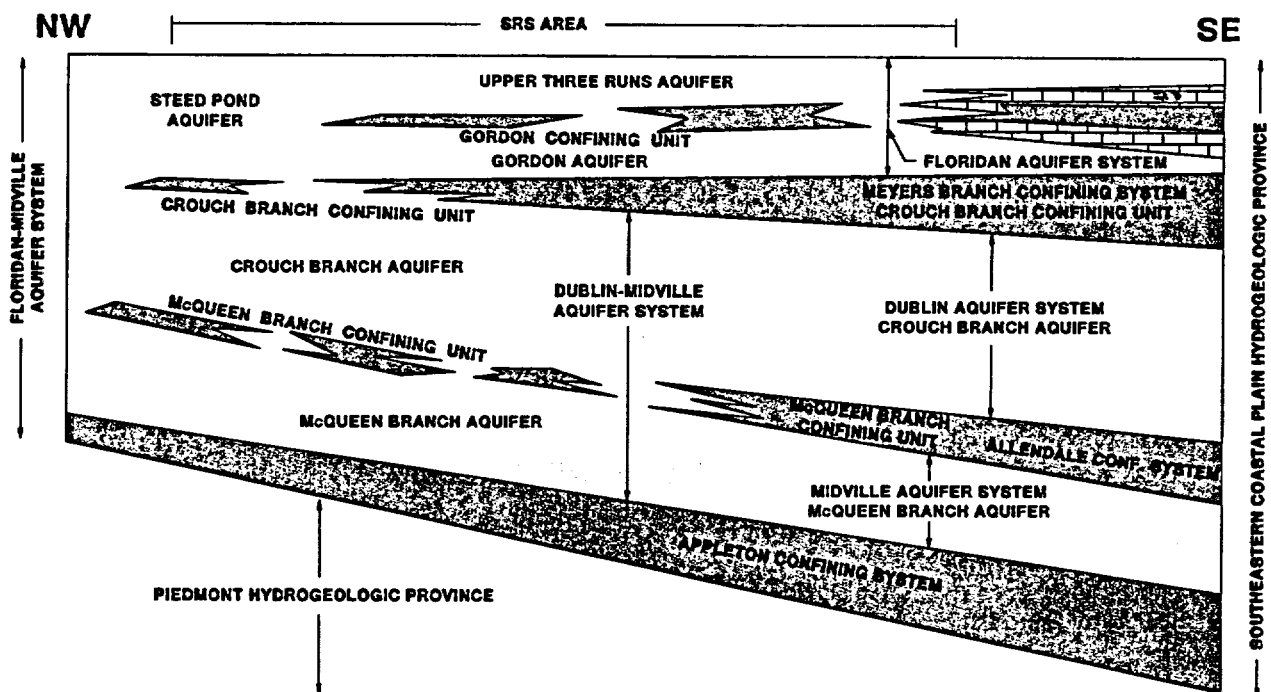 NW
SRS AREA
SE
UPPER THREE RUNS AQUIFER
STEED POND
AQUIFER
GORDON CONFINING UNIT
GORDON AQUIFER
FLORIDAN AQUIFER SYSTEM
FLORIDAN-MIDVILLE
AQUIFER SYSTEM
MEYERS BRANCH CONFINING SYSTEM
CROUCH BRANCH CONFINING UNIT
CROUCH BRANCH CONFINING UNIT
CROUCH BRANCH AQUIFER
DUBLIN-MIDVILLE
AQUIFER SYSTEM
DUBLIN AQUIFER SYSTEM
CROUCH BRANCH AQUIFER
McQUEEN BRANCH CONFINING UNIT
McQUEEN BRANCH AQUIFER
McQUEEN BRANCH
CONFINING UNIT
ALLENDALE CONF. SYSTEM
MIDVILLE AQUIFER SYSTEM
McQUEEN BRANCH AQUIFER
APPLETON CONFINING SYSTEM
PIEDMONT HYDROGEOLOGIC PROVINCE
SOUTHEASTERN COASTAL PLAIN HYDROGEOLOGIC PROVINCE